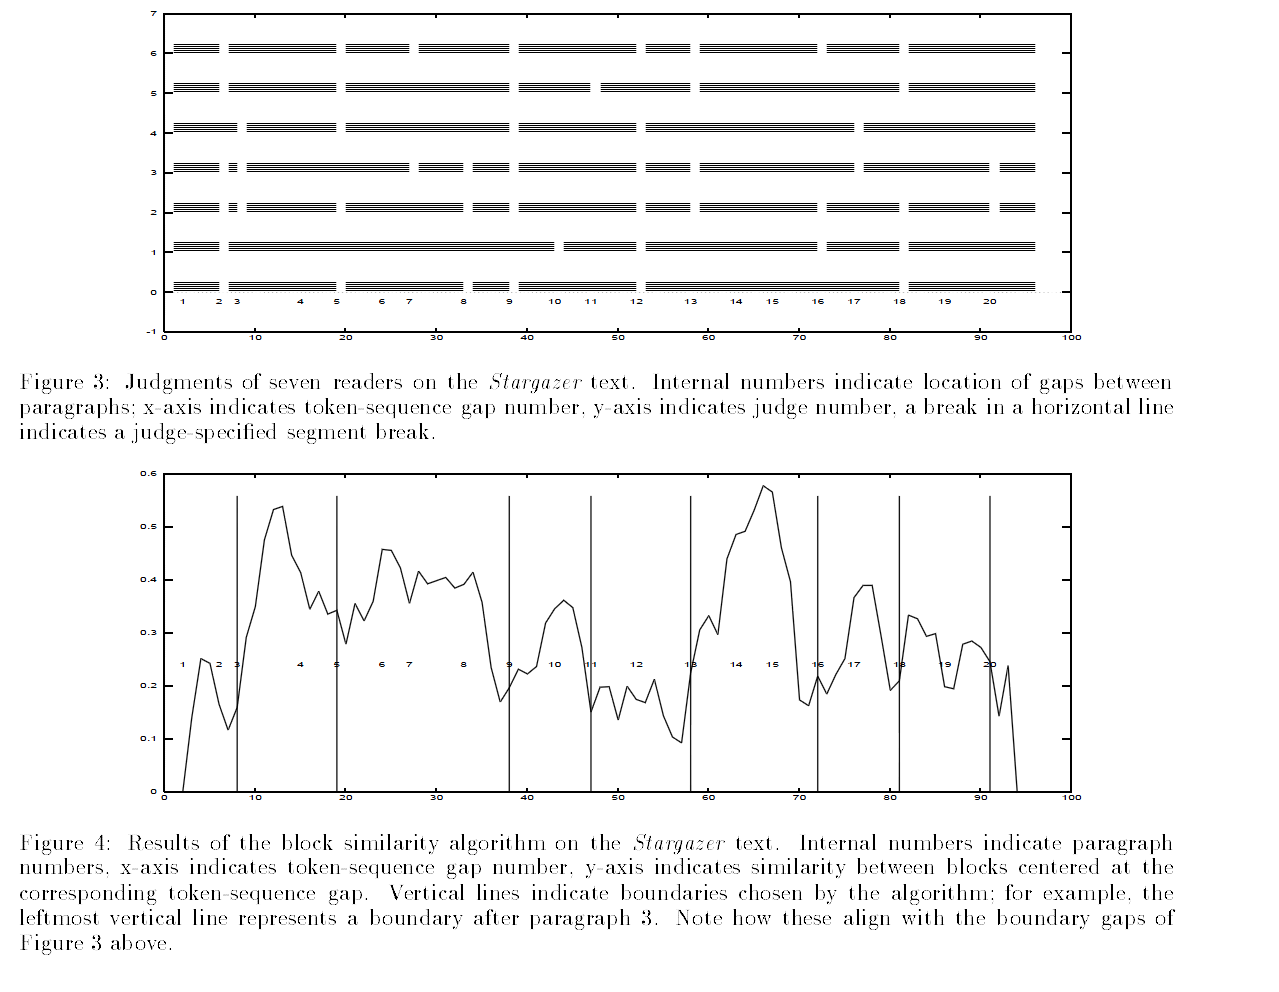 7
6
5
4
3
2
1
0
1 2 3 4 5 6 7 8 9 10 11 12 13 14 15 16 17 18 19 20
-1
0 10 20 30 40 50 60 70 80 90 100
Figure 3: Judgments of seven readers on the Stargazer text. Internal numbers indicate location of gaps between
paragraphs; x-axis indicates token-sequence gap number, y-axis indicates judge number, a break in a horizontal line
indicates a judge-specified segment break.
0.6
0.5
0.4
0.3
1 2 3 4 5 6 7 8 9 10 11 12 13 14 15 16 17 18 19 20
0.2
0.1
0
0 10 20 30 40 50 60 70 80 90 100
Figure 4: Results of the block similarity algorithm on the Stargazer text. Internal numbers indicate paragraph
numbers, x-axis indicates token-sequence gap number, y-axis indicates similarity between blocks centered at the
corresponding token-sequence gap. Vertical lines indicate boundaries chosen by the algorithm; for example, the
leftmost vertical line represents a boundary after paragraph 3. Note how these align with the boundary gaps of
Figure 3 above.